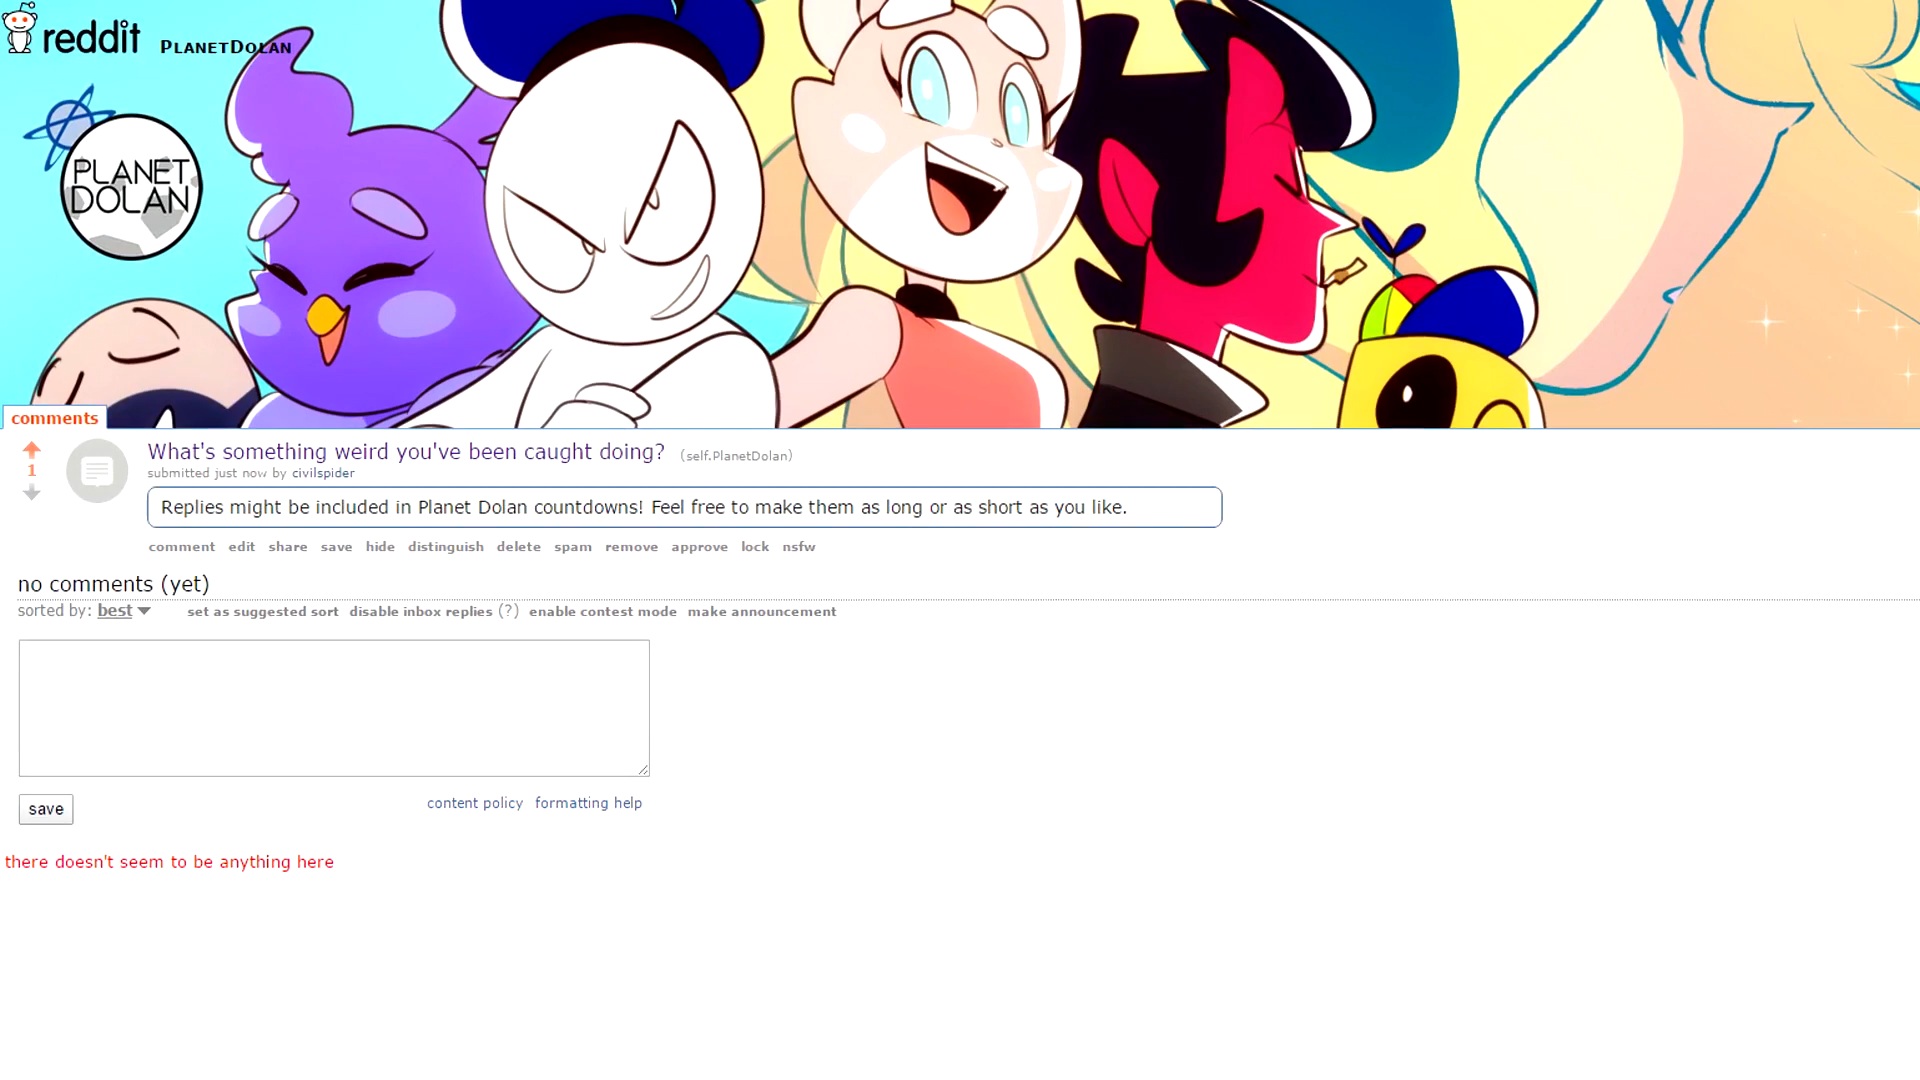 reddit PLANETDOLAN
PLANET
DOLAN
comments
1
What's something weird you've been caught doing? (self.PlanetDolan)
submitted just now by civilspider
Replies might be included in Planet Dolan countdowns! Feel free to make them as long or as short as you like.
comment edit share save hide distinguish delete spam remove approve lock nsfw
no comments (yet)
sorted by: best set as suggested sort disable inbox replies (?) enable contest mode make announcement
save content policy formatting help
there doesn't seem to be anything here